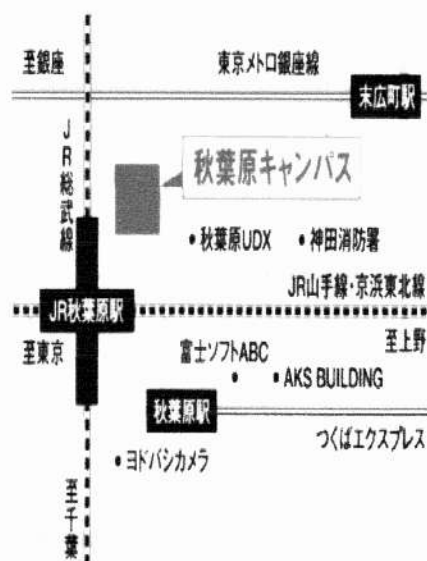 至銀座
東京メトロ銀座線
末広町駅
JR総武線
秋葉原キャンパス
• 秋葉原UDX
• 神田消防署
JR山手線・京浜東北線
JR秋葉原駅
至東京
至上野
富士ソフトABC
• AKS BUILDING
秋葉原駅
つくばエクスプレス
• ヨドバシカメラ
至千葉